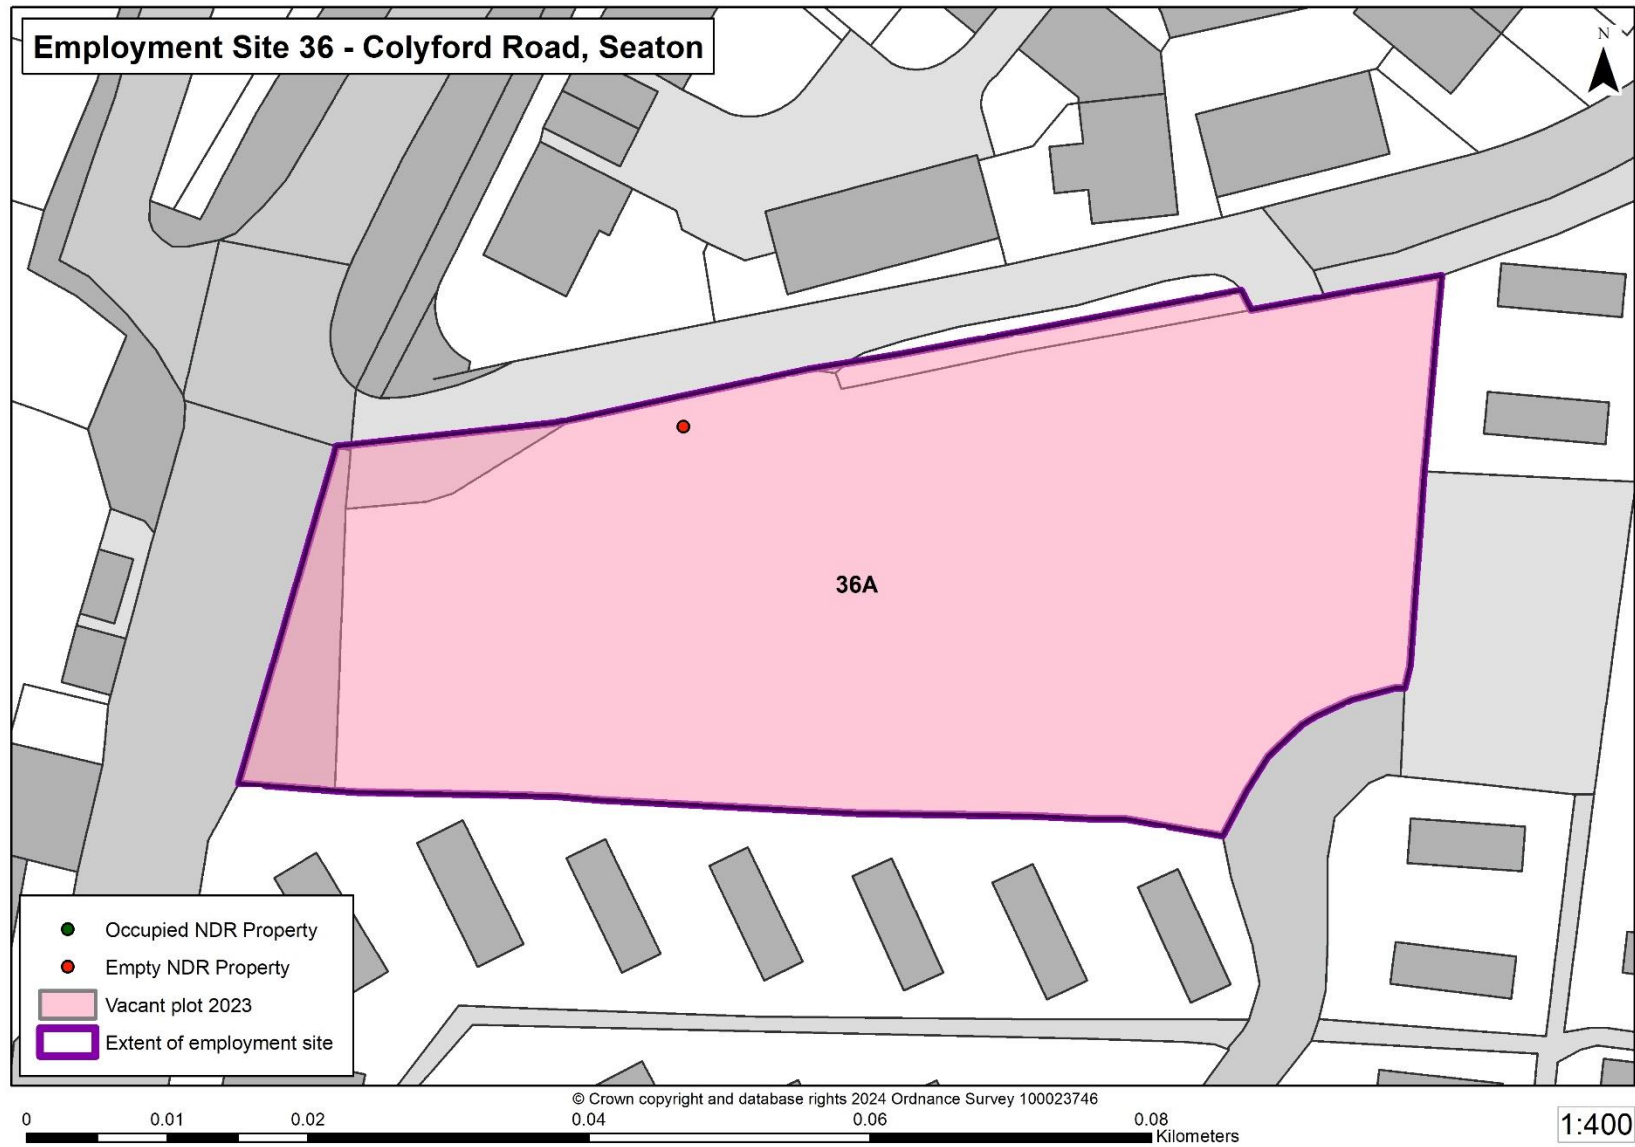 Employment Site 36 - Colyford Road, Seaton
N
36A
Occupied NDR Property
Empty NDR Property
Vacant plot 2023
Extent of employment site
© Crown copyright and database rights 2024 Ordnance Survey 100023746
0 0.01 0.02 0.04 0.06 0.08
Kilometers
1:400